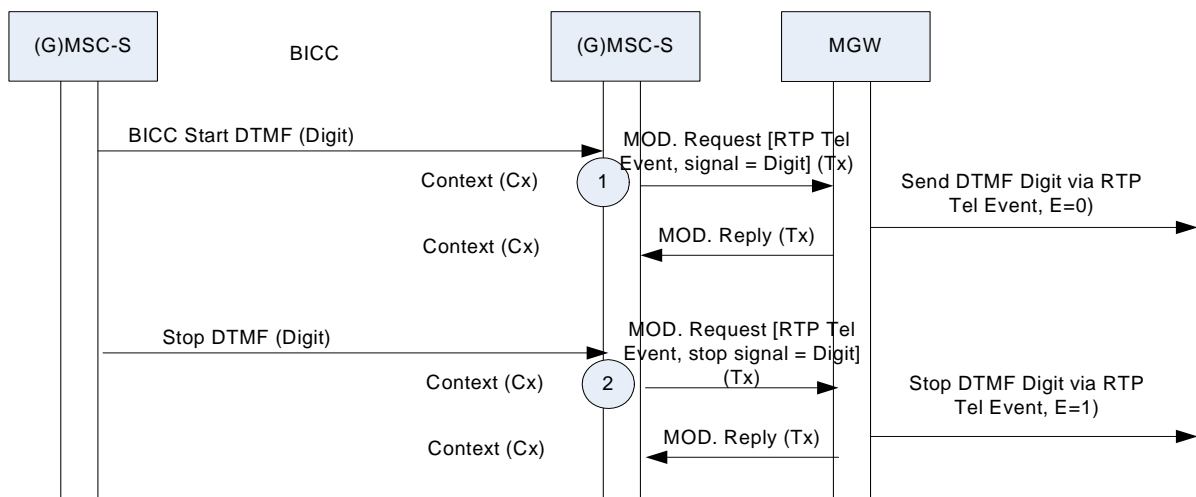 (G)MSC-S
BICC
(G)MSC-S
MGW
BICC Start DTMF (Digit)
MOD. Request [RTP Tel
Event, signal = Digit] (Tx)
Context (Cx)
1
Send DTMF Digit via RTP
Tel Event, E=0)
Context (Cx)
MOD. Reply (Tx)
Stop DTMF (Digit)
MOD. Request [RTP Tel
Event, stop signal = Digit]
(Tx)
Context (Cx)
2
Stop DTMF Digit via RTP
Tel Event, E=1)
Context (Cx)
MOD. Reply (Tx)